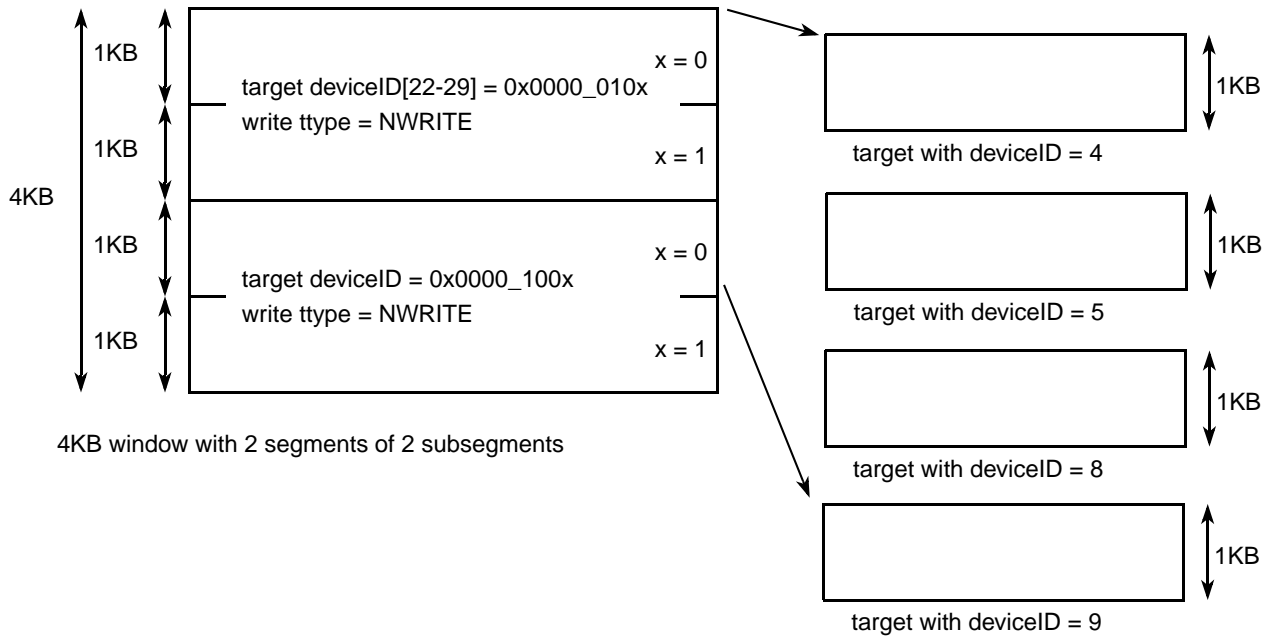 4KB
1KB
1KB
1KB
1KB
x = 0
target deviceID[22-29] = 0x0000_010x
write ttype = NWRITE
x = 1
x = 0
target deviceID = 0x0000_100x
write ttype = NWRITE
x = 1
4KB window with 2 segments of 2 subsegments
1KB
target with deviceID = 4
1KB
target with deviceID = 5
1KB
target with deviceID = 8
1KB
target with deviceID = 9